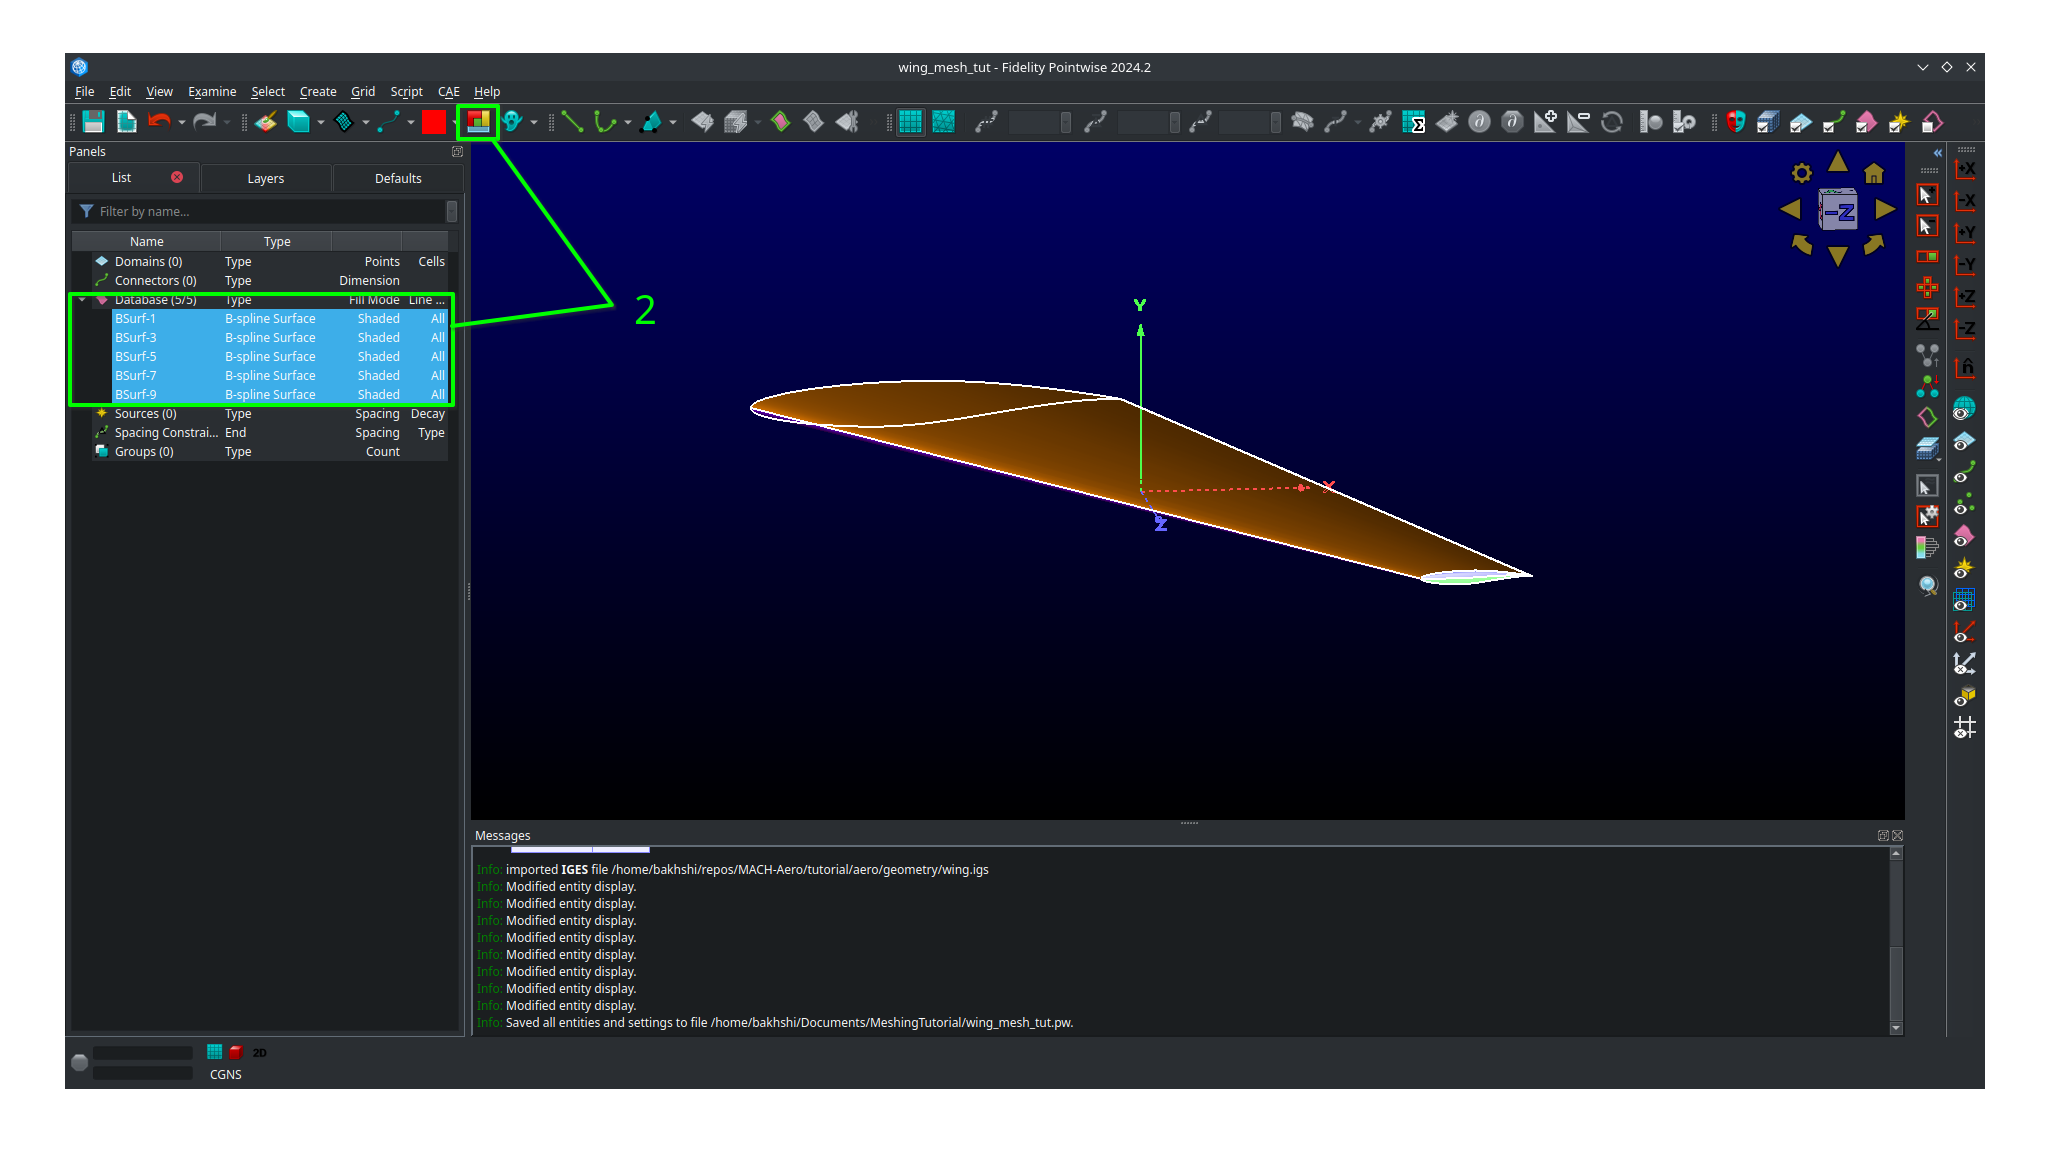 wing_mesh_tut - Fidelity Pointwise 2024.2
File Edit View Examine Select Create Grid Script CAE Help
Panels
List Layers Defaults
Filter by name...
Name Type
Domains (0) Type Points Cells
Connectors (0) Type Dimension
Database (5/5) Type Fill Mode Line ...
BSurf-1 B-spline Surface Shaded All
BSurf-3 B-spline Surface Shaded All
BSurf-5 B-spline Surface Shaded All
BSurf-7 B-spline Surface Shaded All
BSurf-9 B-spline Surface Shaded All
Sources (0) Type Spacing Decay
Spacing Constrai... End Spacing Type
Groups (0) Type Count
2
Y
X
Z
-Z
+X
-X
+Y
-Y
+Z
-Z
n̂
Messages
Info: imported IGES file /home/bakhshi/repos/MACH-Aero/tutorial/aero/geometry/wing.igs
Info: Modified entity display.
Info: Modified entity display.
Info: Modified entity display.
Info: Modified entity display.
Info: Modified entity display.
Info: Modified entity display.
Info: Modified entity display.
Info: Modified entity display.
Info: Saved all entities and settings to file /home/bakhshi/Documents/MeshingTutorial/wing_mesh_tut.pw.
2D
CGNS